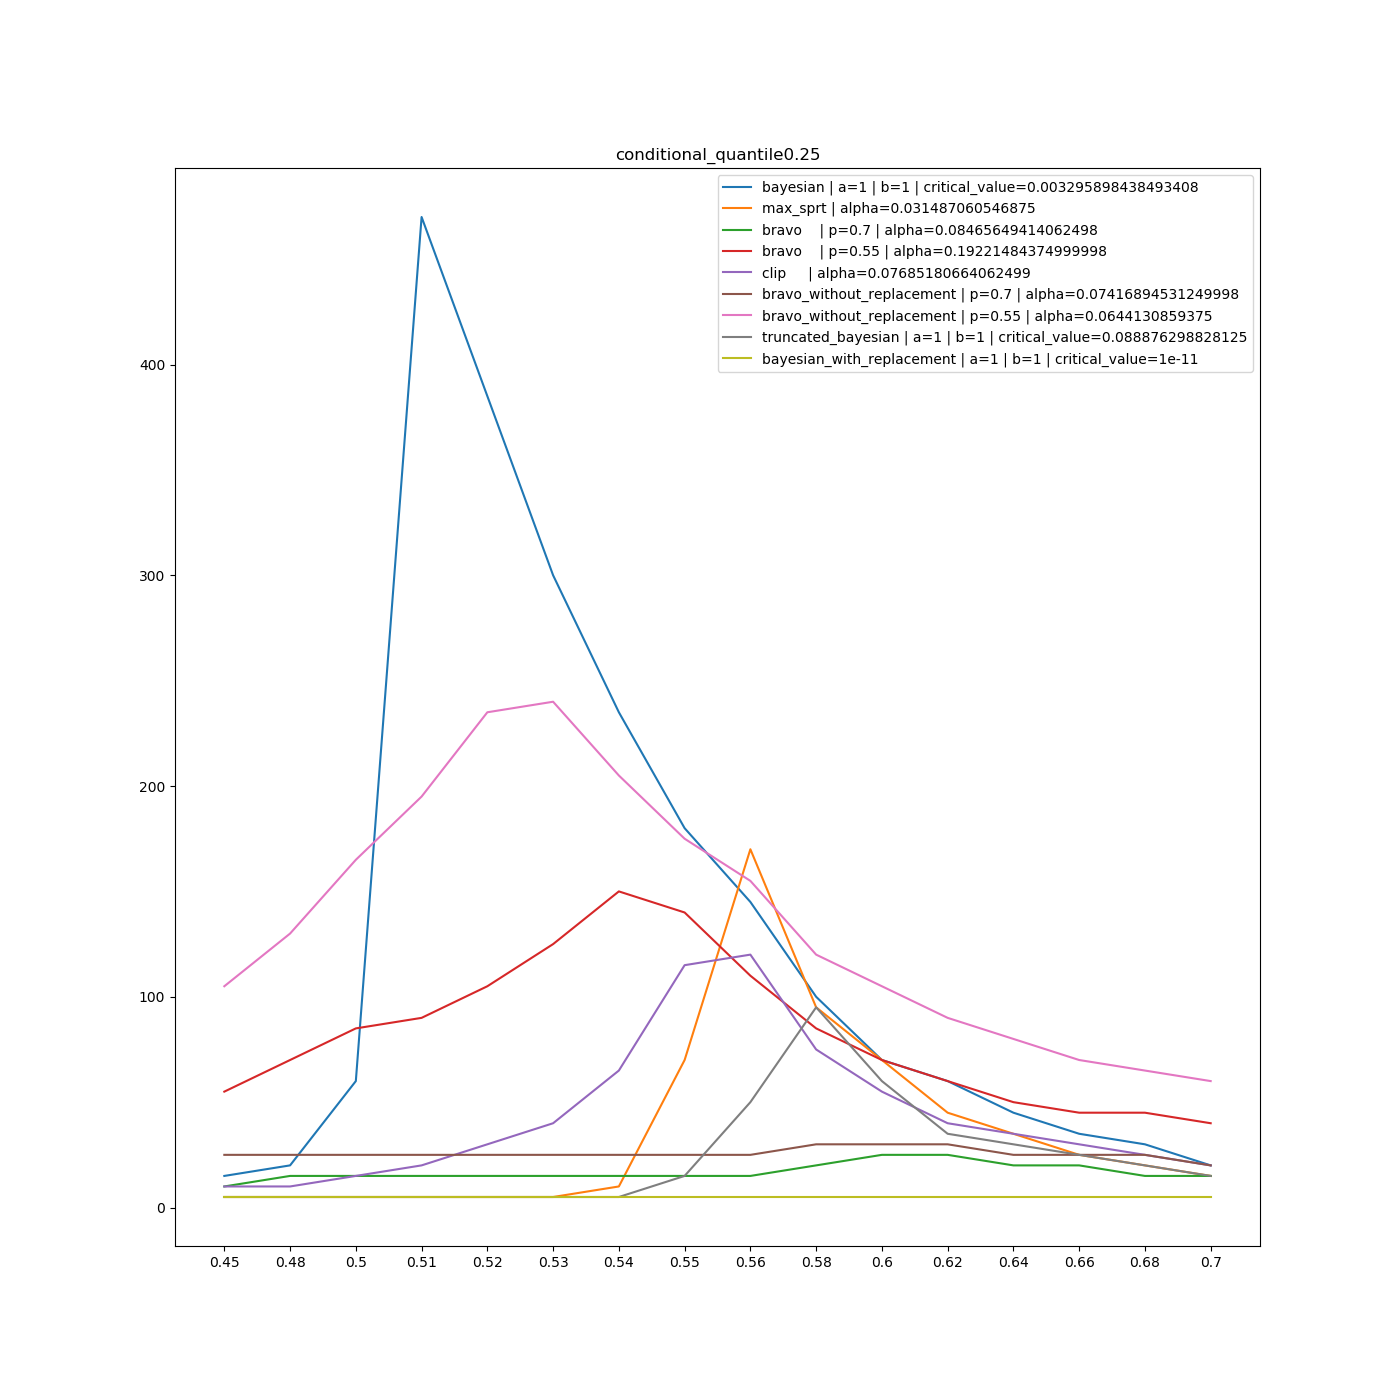 conditional_quantile0.25
bayesian | a=1 | b=1 | critical_value=0.003295898438493408
max_sprt | alpha=0.031487060546875
bravo    | p=0.7 | alpha=0.08465649414062498
bravo    | p=0.55 | alpha=0.19221484374999998
clip     | alpha=0.07685180664062499
bravo_without_replacement | p=0.7 | alpha=0.07416894531249998
bravo_without_replacement | p=0.55 | alpha=0.0644130859375
truncated_bayesian | a=1 | b=1 | critical_value=0.088876298828125
bayesian_with_replacement | a=1 | b=1 | critical_value=1e-11
400
300
200
100
0
0.45 0.48 0.5 0.51 0.52 0.53 0.54 0.55 0.56 0.58 0.6 0.62 0.64 0.66 0.68 0.7